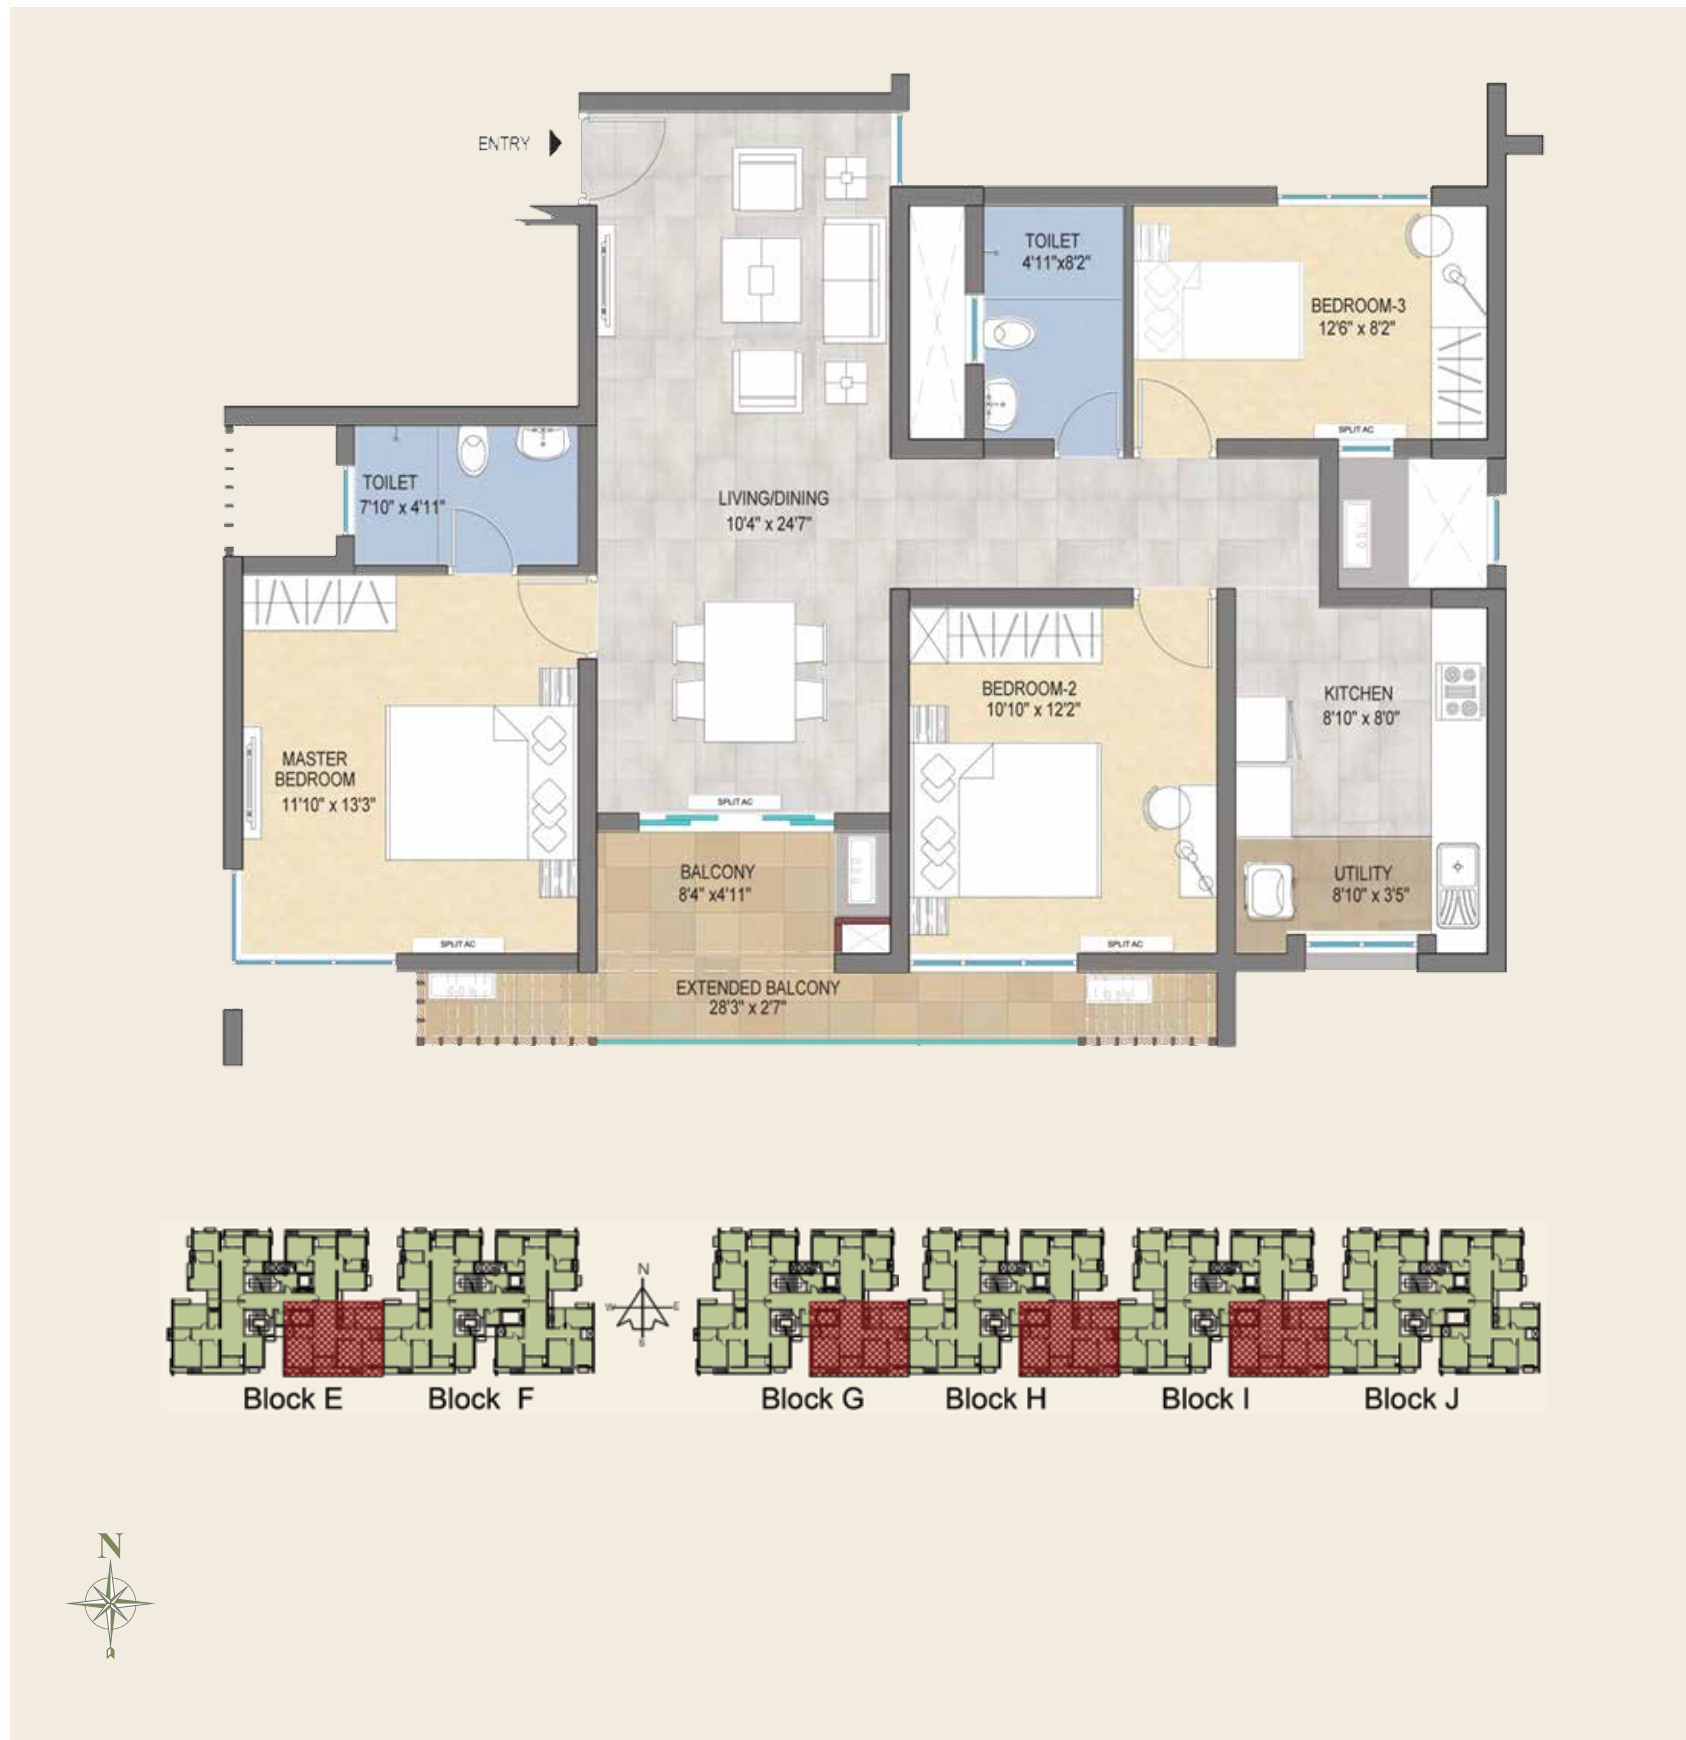 ENTRY
TOILET
4'11"x8'2"
BEDROOM-3
12'6" x 8'2"
SPLIT AC
TOILET
7'10" x 4'11"
LIVING/DINING
10'4" x 24'7"
BEDROOM-2
10'10" x 12'2"
KITCHEN
8'10" x 8'0"
MASTER
BEDROOM
11'10" x 13'3"
SPLIT AC
BALCONY
8'4" x4'11"
UTILITY
8'10" x 3'5"
SPLIT AC
SPLIT AC
EXTENDED BALCONY
28'3" x 2'7"
N
W
E
S
Block E
Block F
Block G
Block H
Block I
Block J
N